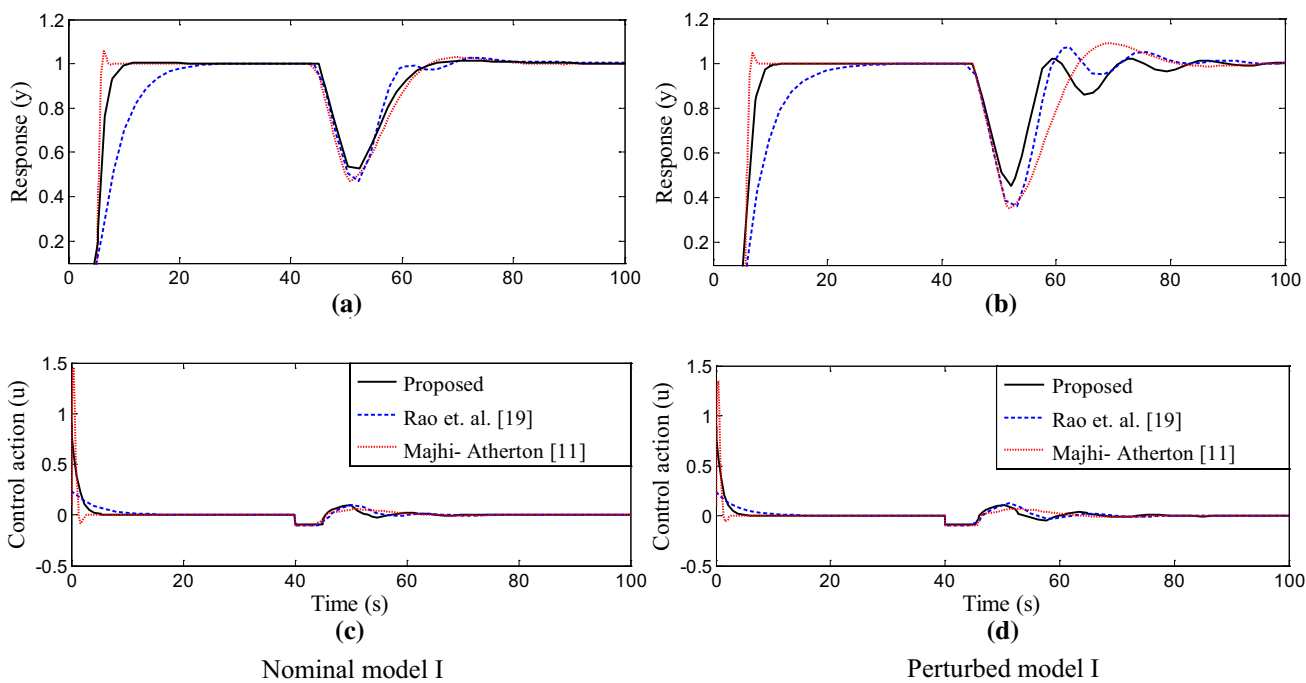 1.2
1
0.8
0.6
0.4
0.2
Response (y)
0 20 40 60 80 100
(a)
1.2
1
0.8
0.6
0.4
0.2
Response (y)
0 20 40 60 80 100
(b)
1.5
1
0.5
0
-0.5
Control action (u)
Proposed
Rao et. al. [19]
Majhi- Atherton [11]
0 20 40 60 80 100
Time (s)
(c)
Nominal model I
1.5
1
0.5
0
-0.5
Control action (u)
Proposed
Rao et. al. [19]
Majhi- Atherton [11]
0 20 40 60 80 100
Time (s)
(d)
Perturbed model I